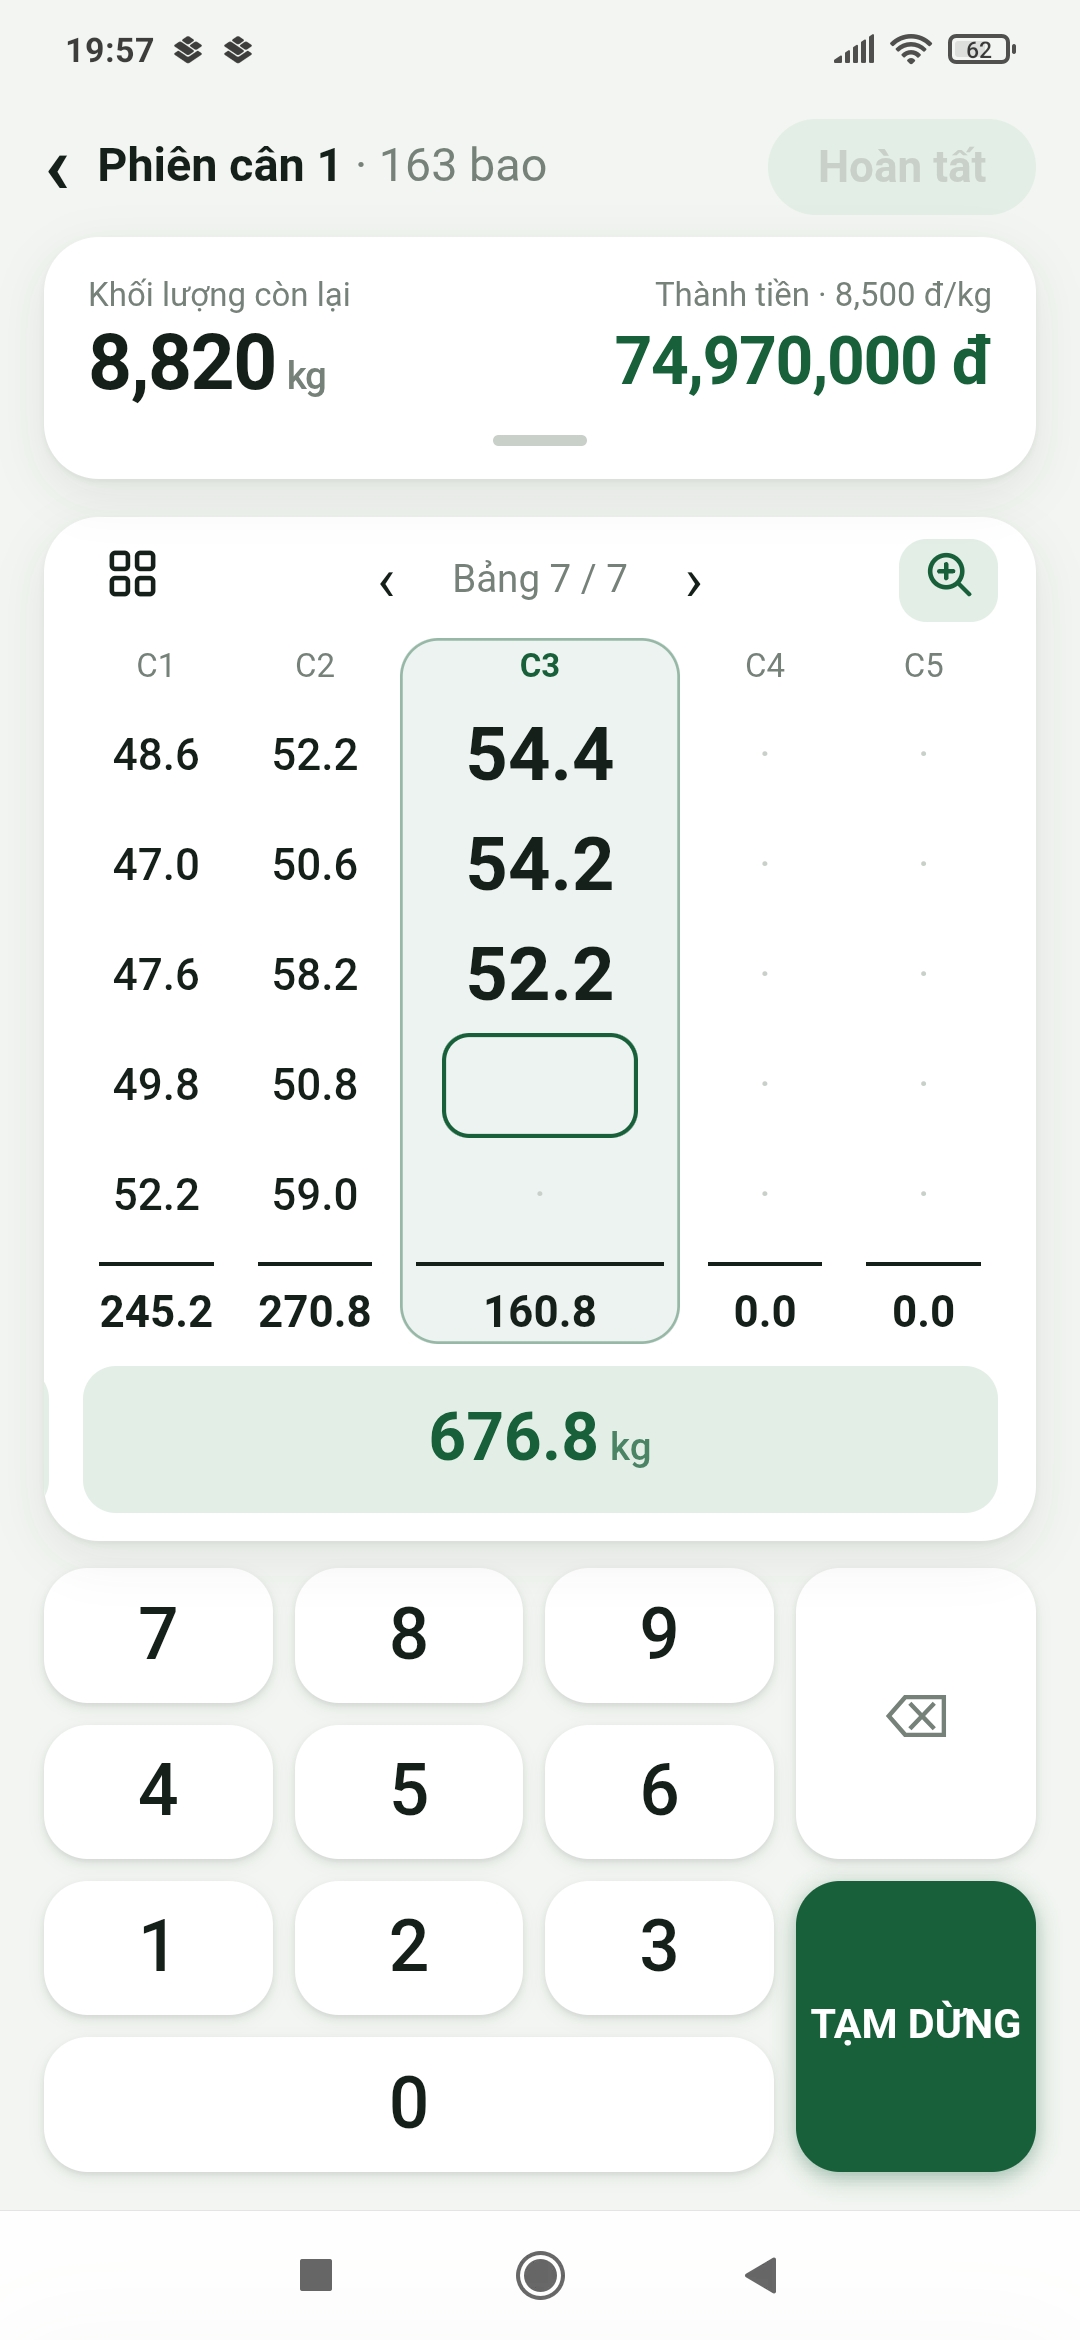 19:57
62
Phiên cân 1 · 163 bao
Hoàn tất
Khối lượng còn lại
Thành tiền · 8,500 đ/kg
8,820 kg
74,970,000 đ
Bảng 7 / 7
C1 C2 C3 C4 C5
48.6 52.2 54.4 · ·
47.0 50.6 54.2 · ·
47.6 58.2 52.2 · ·
49.8 50.8 · ·
52.2 59.0 · · ·
245.2 270.8 160.8 0.0 0.0
676.8 kg
7 8 9
4 5 6
1 2 3
TẠM DỪNG
0